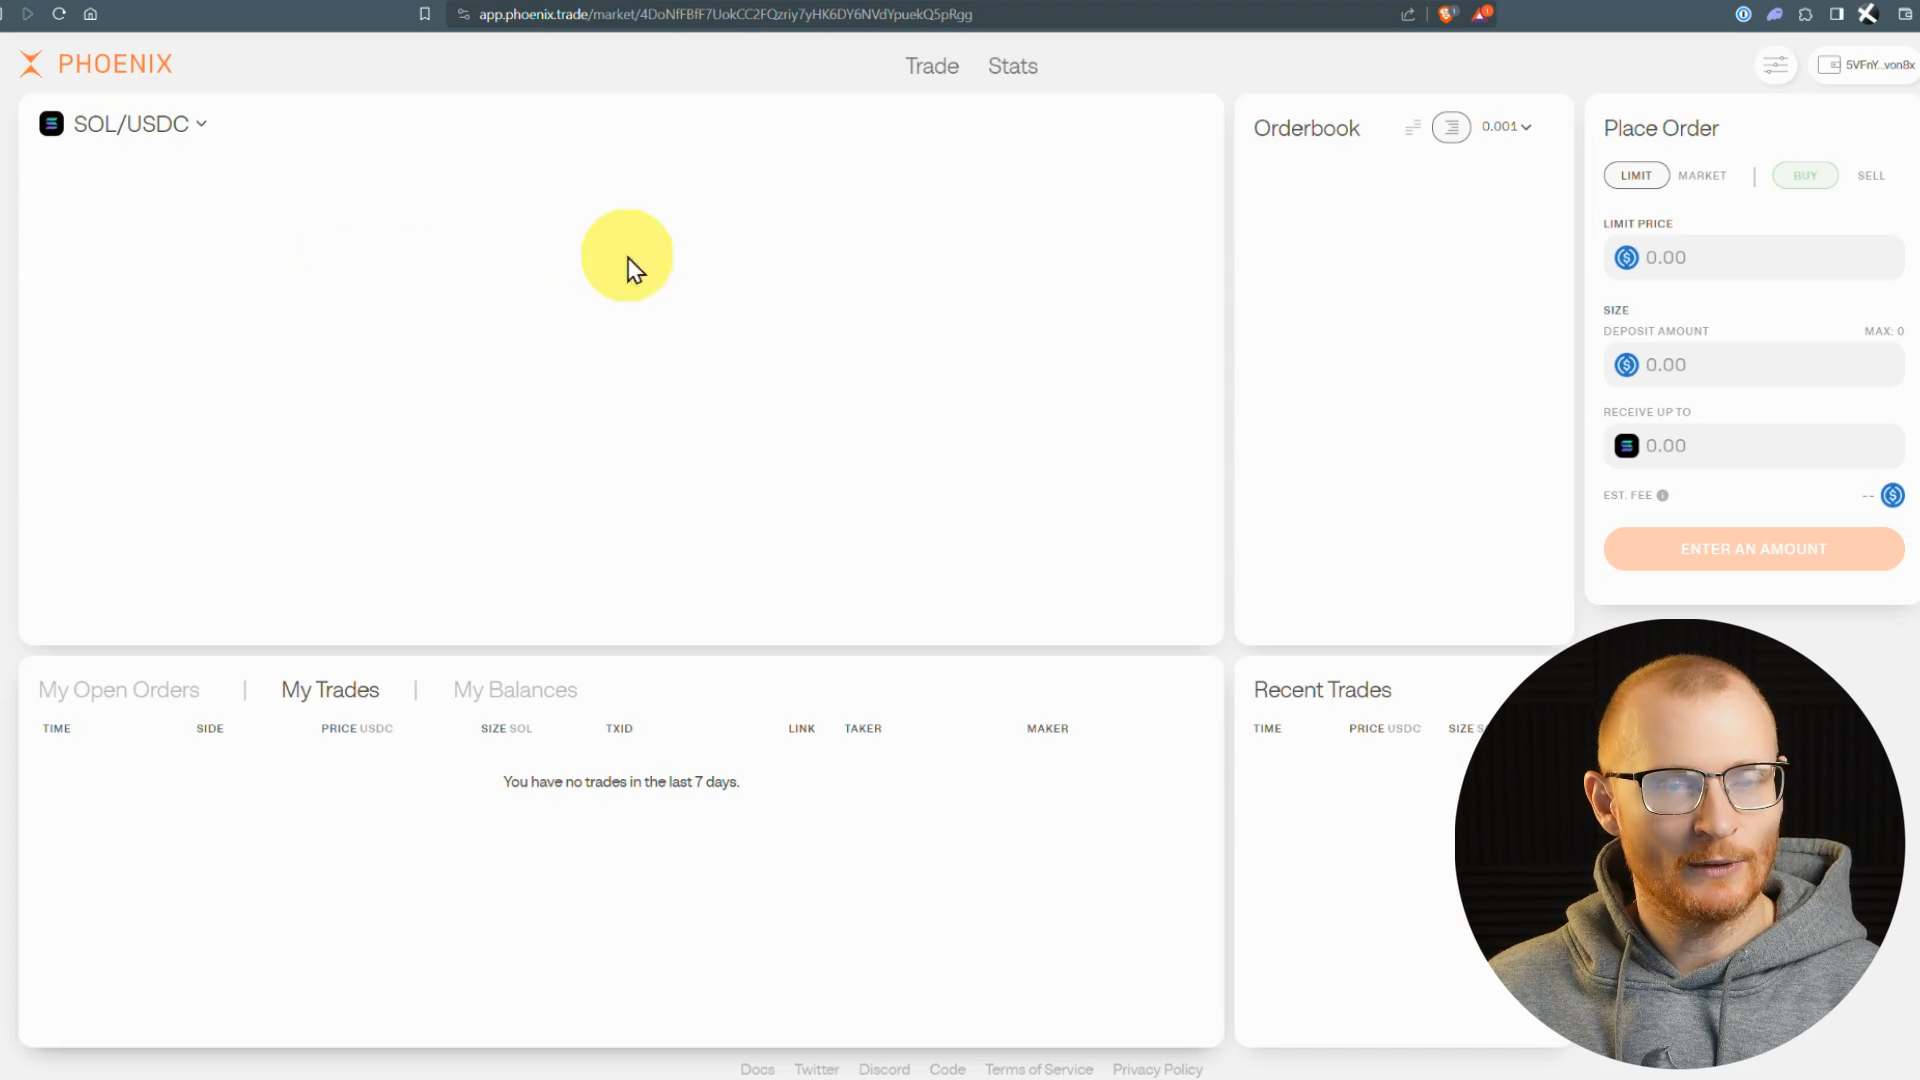 app.phoenix.trade/market/4DoNfFBfF7UokCC2FQzriy7yHK6DY6NVdYpuekQ5pRgg
PHOENIX
Trade
Stats
5VFnY...von8x
SOL/USDC
Orderbook
0.001
Place Order
LIMIT
MARKET
|
BUY
SELL
LIMIT PRICE
0.00
SIZE
DEPOSIT AMOUNT
MAX: 0
0.00
RECEIVE UP TO
0.00
EST. FEE
--
ENTER AN AMOUNT
My Open Orders | My Trades | My Balances
TIME SIDE PRICE USDC SIZE SOL TXID LINK TAKER MAKER
You have no trades in the last 7 days.
Recent Trades
TIME PRICE USDC SIZE
Docs Twitter Discord Code Terms of Service Privacy Policy